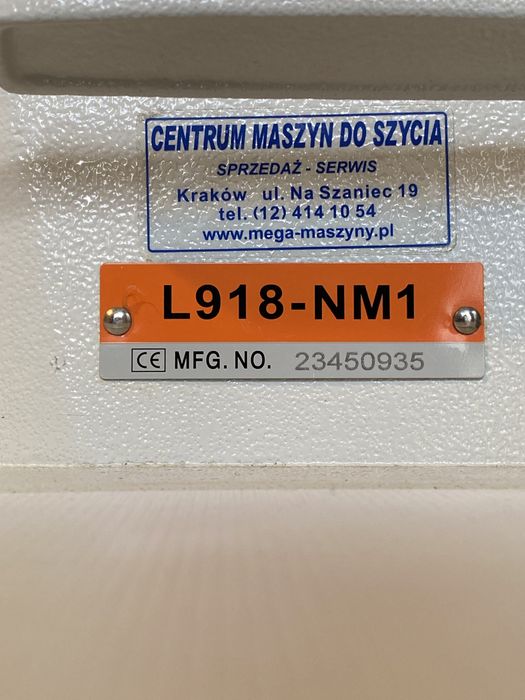 CENTRUM MASZYN DO SZYCIA
SPRZEDAŻ - SERWIS
Kraków ul. Na Szaniec 19
tel. (12) 414 10 54
www.mega-maszyny.pl
L918-NM1
CE MFG. NO. 23450935